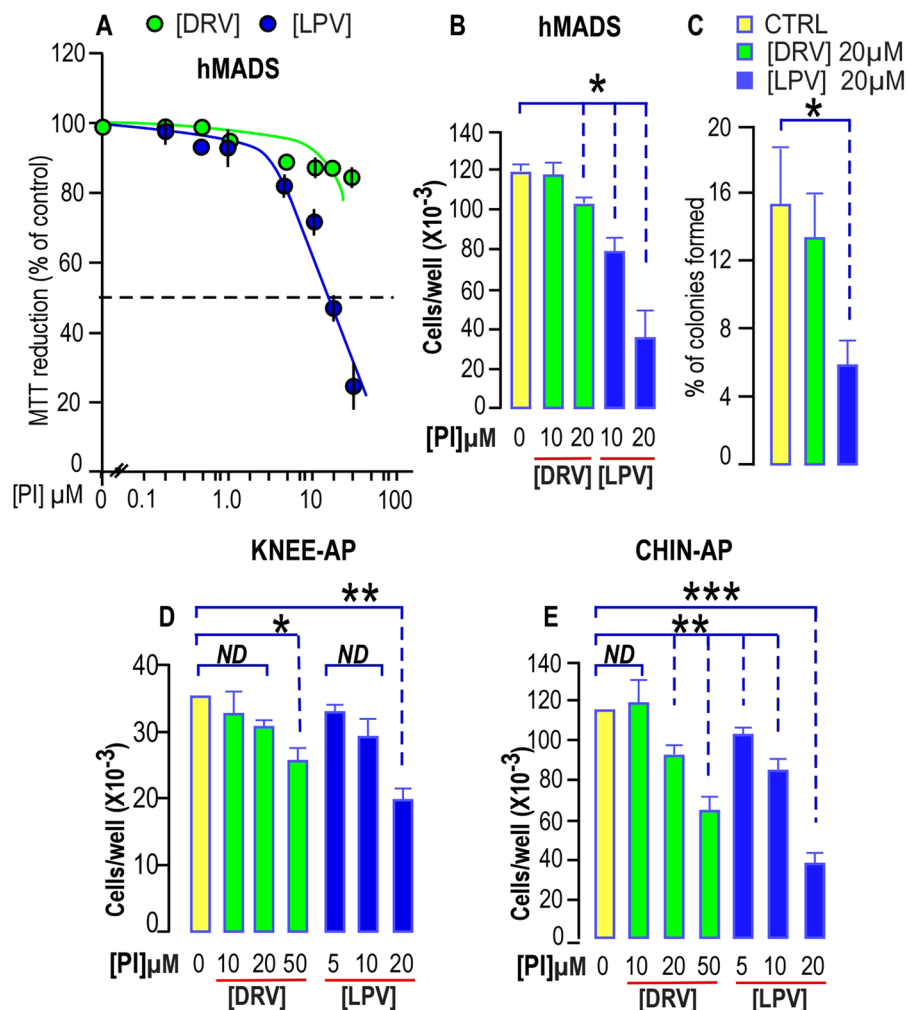 A [DRV] [LPV]
hMADS
MTT reduction (% of control)
120
100
80
60
40
20
0
[PI] µM 0 0.1 1.0 10 100
B hMADS
*
Cells/well (X10-3)
140
120
100
80
60
40
20
0
[PI]µM 0 10 20 10 20
[DRV] [LPV]
C CTRL
[DRV] 20µM
[LPV] 20µM
*
% of colonies formed
20
16
12
8
4
0
KNEE-AP
D **
*
ND ND
Cells/well (X10-3)
40
30
20
10
0
[PI]µM 0 10 20 50 5 10 20
[DRV] [LPV]
CHIN-AP
E ***
**
ND
Cells/well (X10-3)
140
120
100
80
60
40
20
0
[PI]µM 0 10 20 50 5 10 20
[DRV] [LPV]